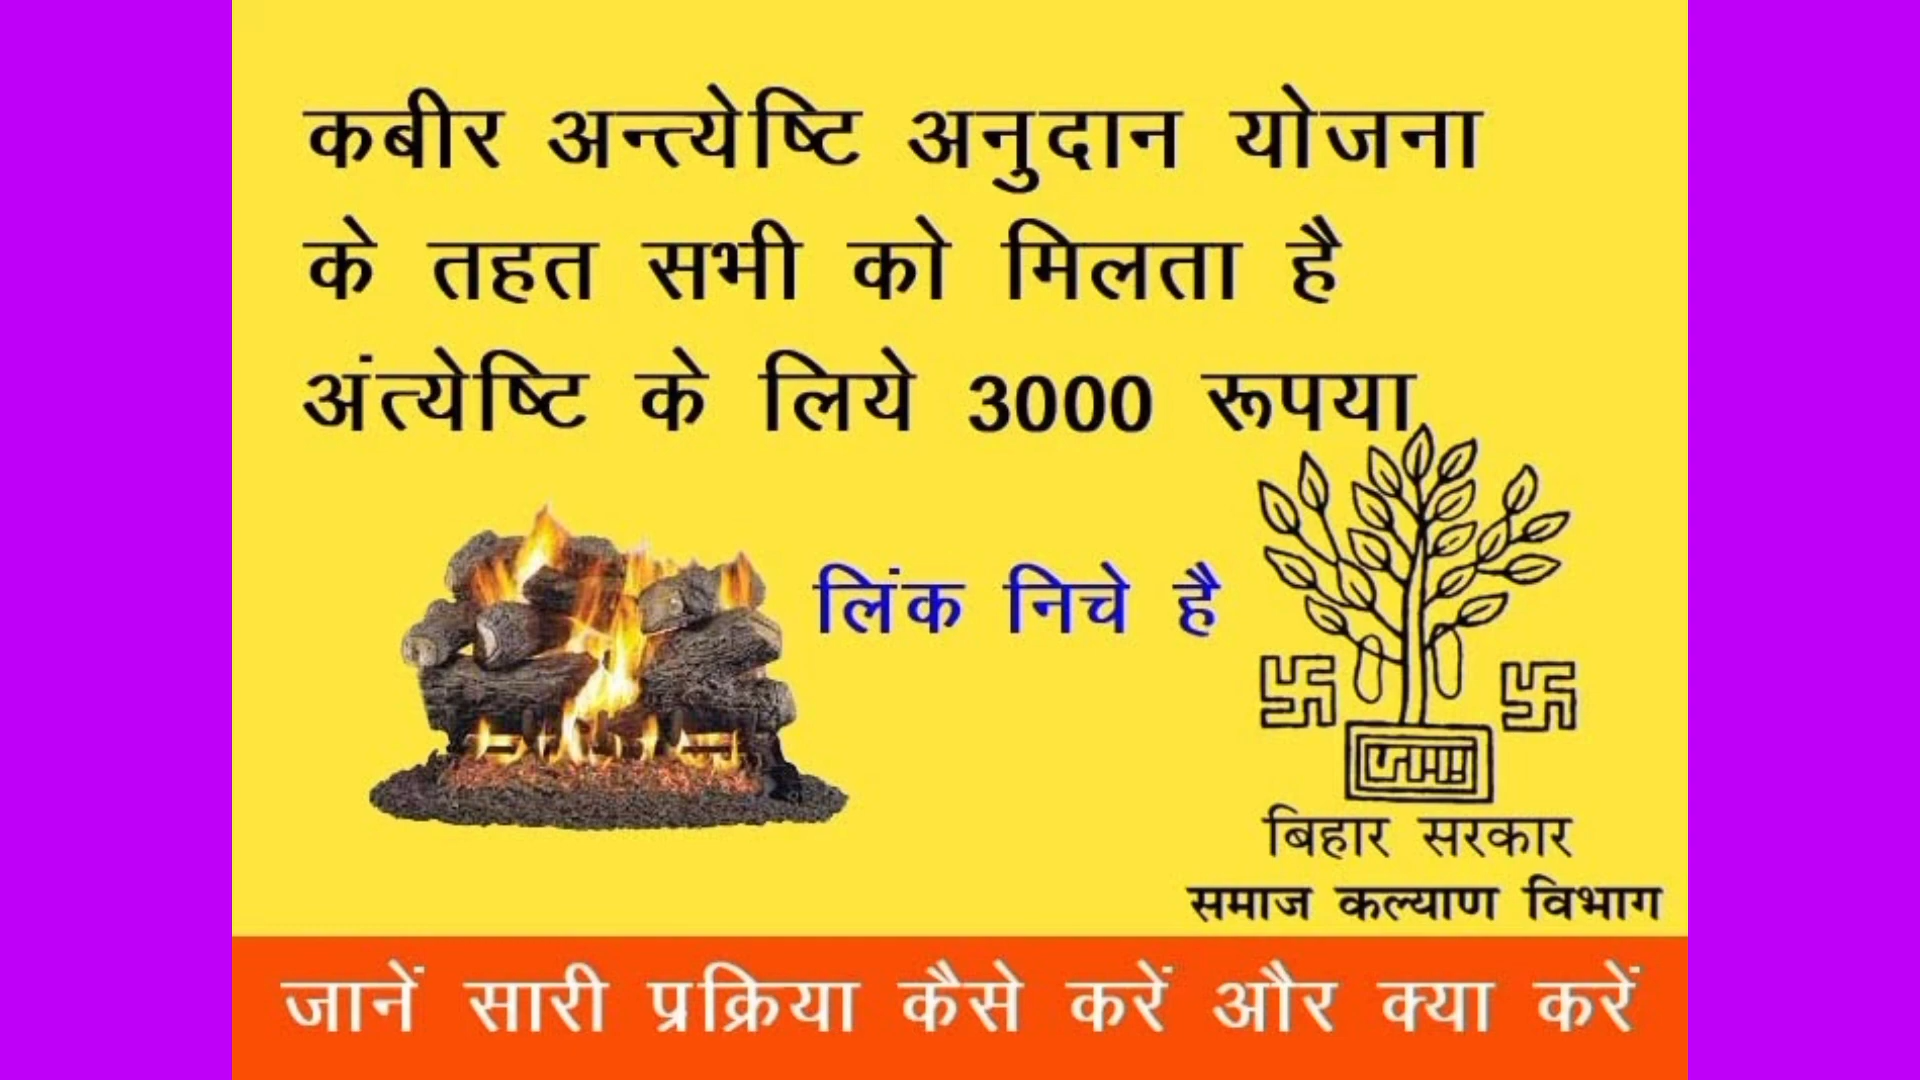 कबीर अन्त्येष्टि अनुदान योजना
के तहत सभी को मिलता है
अंत्येष्टि के लिये 3000 रूपया
लिंक निचे है
बिहार सरकार
समाज कल्याण विभाग
जानें सारी प्रक्रिया कैसे करें और क्या करें